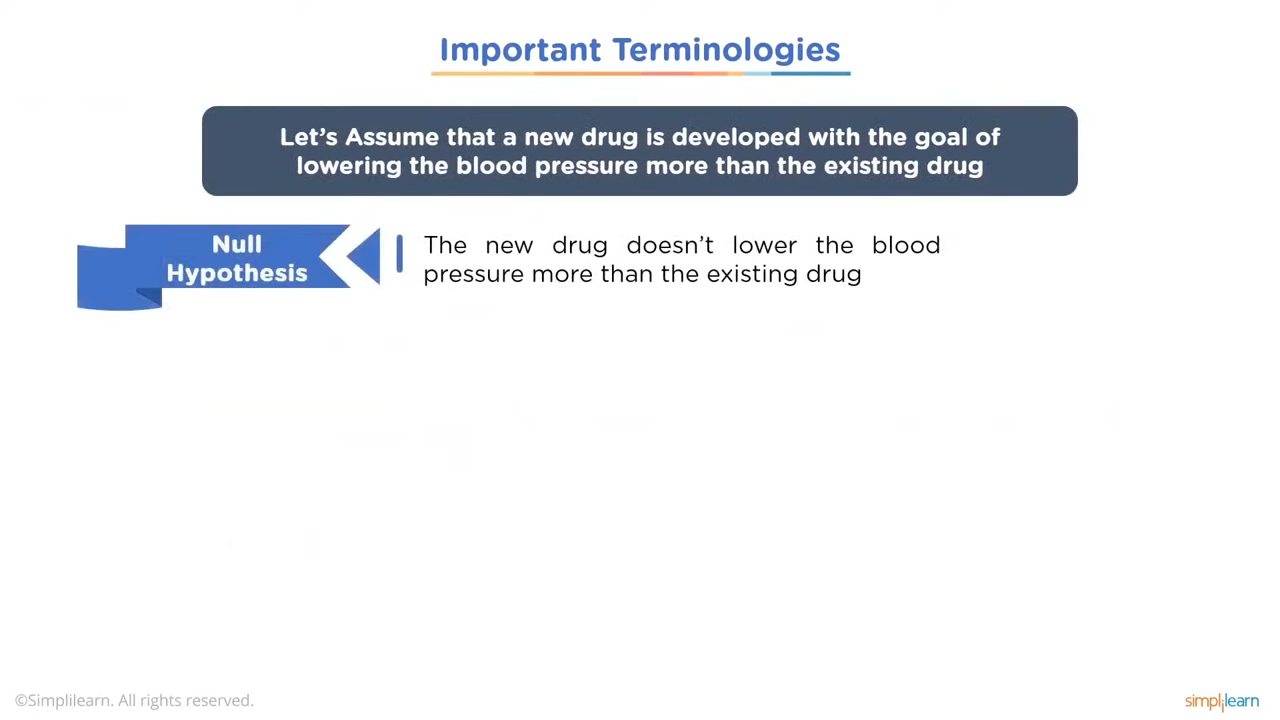 Important Terminologies
Let's Assume that a new drug is developed with the goal of
lowering the blood pressure more than the existing drug
Null
Hypothesis
The new drug doesn't lower the blood
pressure more than the existing drug
©Simplilearn. All rights reserved.
simplilearn